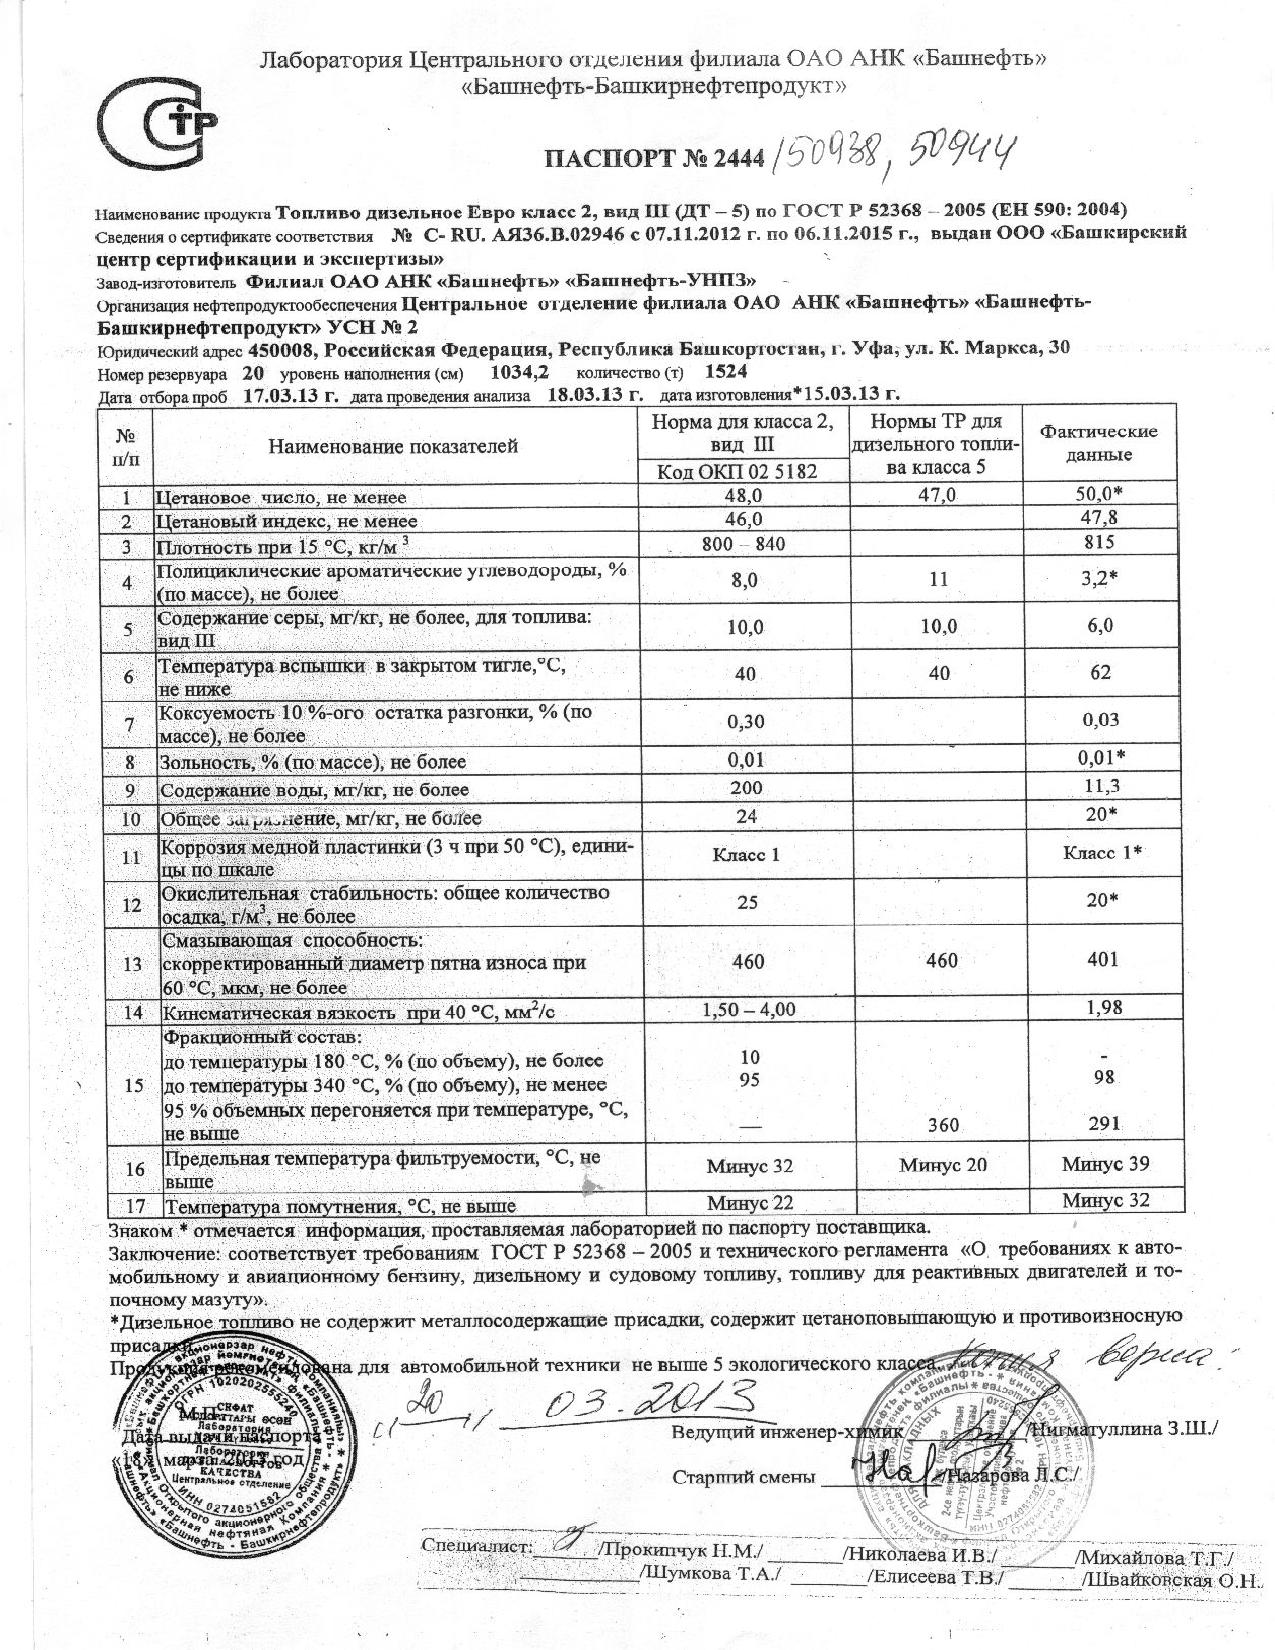 Лаборатория Центрального отделения филиала ОАО АНК «Башнефть»
«Башнефть-Башкирнефтепродукт»
СТР
ПАСПОРТ № 2444 /50938, 50944
Наименование продукта Топливо дизельное Евро класс 2, вид III (ДТ – 5) по ГОСТ Р 52368 – 2005 (ЕН 590: 2004)
Сведения о сертификате соответствия № С- RU. АЯ36.В.02946 с 07.11.2012 г. по 06.11.2015 г., выдан ООО «Башкирский
центр сертификации и экспертизы»
Завод-изготовитель Филиал ОАО АНК «Башнефть» «Башнефть-УНПЗ»
Организация нефтепродуктообеспечения Центральное отделение филиала ОАО АНК «Башнефть» «Башнефть-
Башкирнефтепродукт» УСН № 2
Юридический адрес 450008, Российская Федерация, Республика Башкортостан, г. Уфа, ул. К. Маркса, 30
Номер резервуара 20 уровень наполнения (см) 1034,2 количество (т) 1524
Дата отбора проб 17.03.13 г. дата проведения анализа 18.03.13 г. дата изготовления*15.03.13 г.
№ п/п Наименование показателей Норма для класса 2, вид III Код ОКП 02 5182 Нормы ТР для дизельного топли-ва класса 5 Фактические данные
1 Цетановое число, не менее 48,0 47,0 50,0*
2 Цетановый индекс, не менее 46,0 47,8
3 Плотность при 15 °С, кг/м 3 800 – 840 815
4 Полициклические ароматические углеводороды, %
(по массе), не более 8,0 11 3,2*
5 Содержание серы, мг/кг, не более, для топлива:
вид III 10,0 10,0 6,0
6 Температура вспышки в закрытом тигле,°С,
не ниже 40 40 62
7 Коксуемость 10 %-ого остатка разгонки, % (по
массе), не более 0,30 0,03
8 Зольность, % (по массе), не более 0,01 0,01*
9 Содержание воды, мг/кг, не более 200 11,3
10 Общее загрязнение, мг/кг, не более 24 20*
11 Коррозия медной пластинки (3 ч при 50 °С), едини-
цы по шкале Класс 1 Класс 1*
12 Окислительная стабильность: общее количество
осадка, г/м3, не более 25 20*
13 Смазывающая способность:
скорректированный диаметр пятна износа при
60 °С, мкм, не более 460 460 401
14 Кинематическая вязкость при 40 °С, мм2/с 1,50 – 4,00 1,98
15 Фракционный состав:
до температуры 180 °С, % (по объему), не более 10 -
до температуры 340 °С, % (по объему), не менее 95 98
95 % объемных перегоняется при температуре, °С,
не выше — 360 291
16 Предельная температура фильтруемости, °С, не
выше Минус 32 Минус 20 Минус 39
17 Температура помутнения, °С, не выше Минус 22 Минус 32
Знаком * отмечается информация, проставляемая лабораторией по паспорту поставщика.
Заключение: соответствует требованиям ГОСТ Р 52368 – 2005 и технического регламента «О требованиях к авто-
мобильному и авиационному бензину, дизельному и судовому топливу, топливу для реактивных двигателей и то-
почному мазуту».
*Дизельное топливо не содержит металлосодержащие присадки, содержит цетаноповышающую и противоизносную
присадки.
Продукция рекомендована для автомобильной техники не выше 5 экологического класса. Копия верна:
"20" 03.2013
М.П.
Дата выдачи паспорта
«18» марта 2013 год
Ведущий инженер-химик /Нигматуллина З.Ш./
Старший смены /Назарова Л.С./
Специалист: /Прокипчук Н.М./ /Николаева И.В./ /Михайлова Т.Г./
/Шумкова Т.А./ /Елисеева Т.В./ /Швайковская О.Н.
ОГРН 1020202555240
КАЧЕСТВА
Центральное отделение
ИНН 0274051582